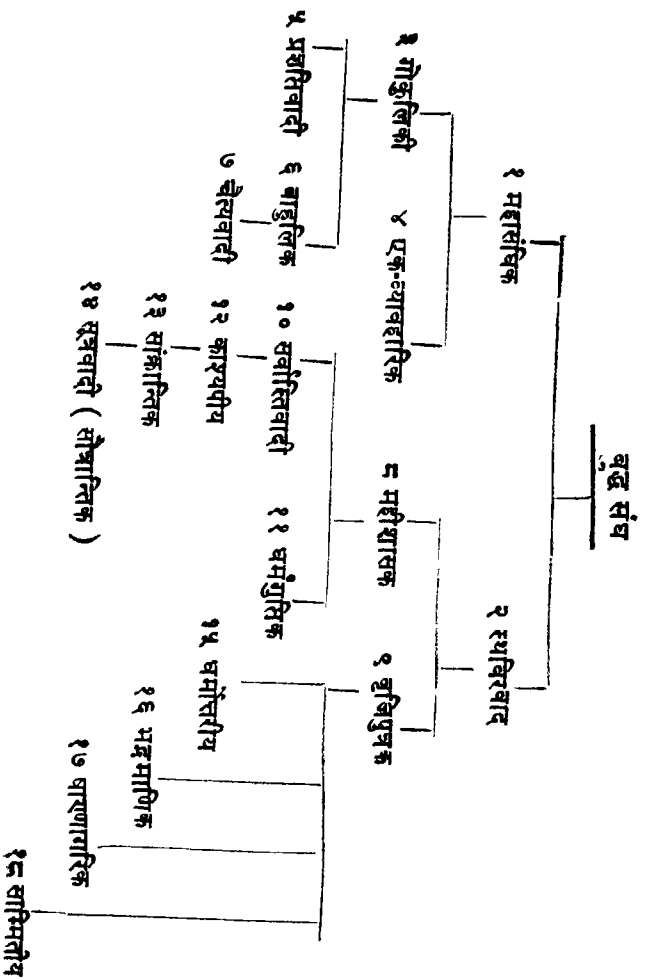 बुद्ध संघ
१ महासंघिक
२ स्थविरवाद
३ गोकुलिकी
४ एक-व्यावहारिक
८ महीशासक
९ वृजिपुत्रक
५ प्रज्ञप्तिवादी
६ बाहुलिक
१० सर्वास्तिवादी
११ धर्मगुप्तिक
७ चैत्यवादी
१२ काश्यपीय
१५ धर्मोत्तरीय
१३ सांक्रान्तिक
१६ भद्रयाणिक
१४ सूत्रवादी ( सौत्रान्तिक )
१७ षाण्णागरिक
१८ साम्मितीय